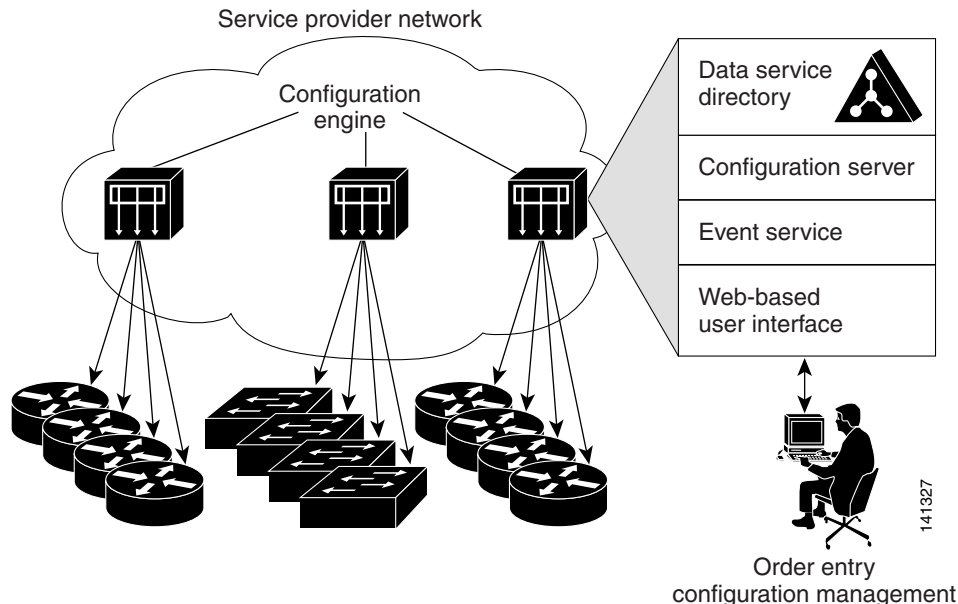 Service provider network
Configuration
engine
Data service
directory
Configuration server
Event service
Web-based
user interface
141327
Order entry
configuration management